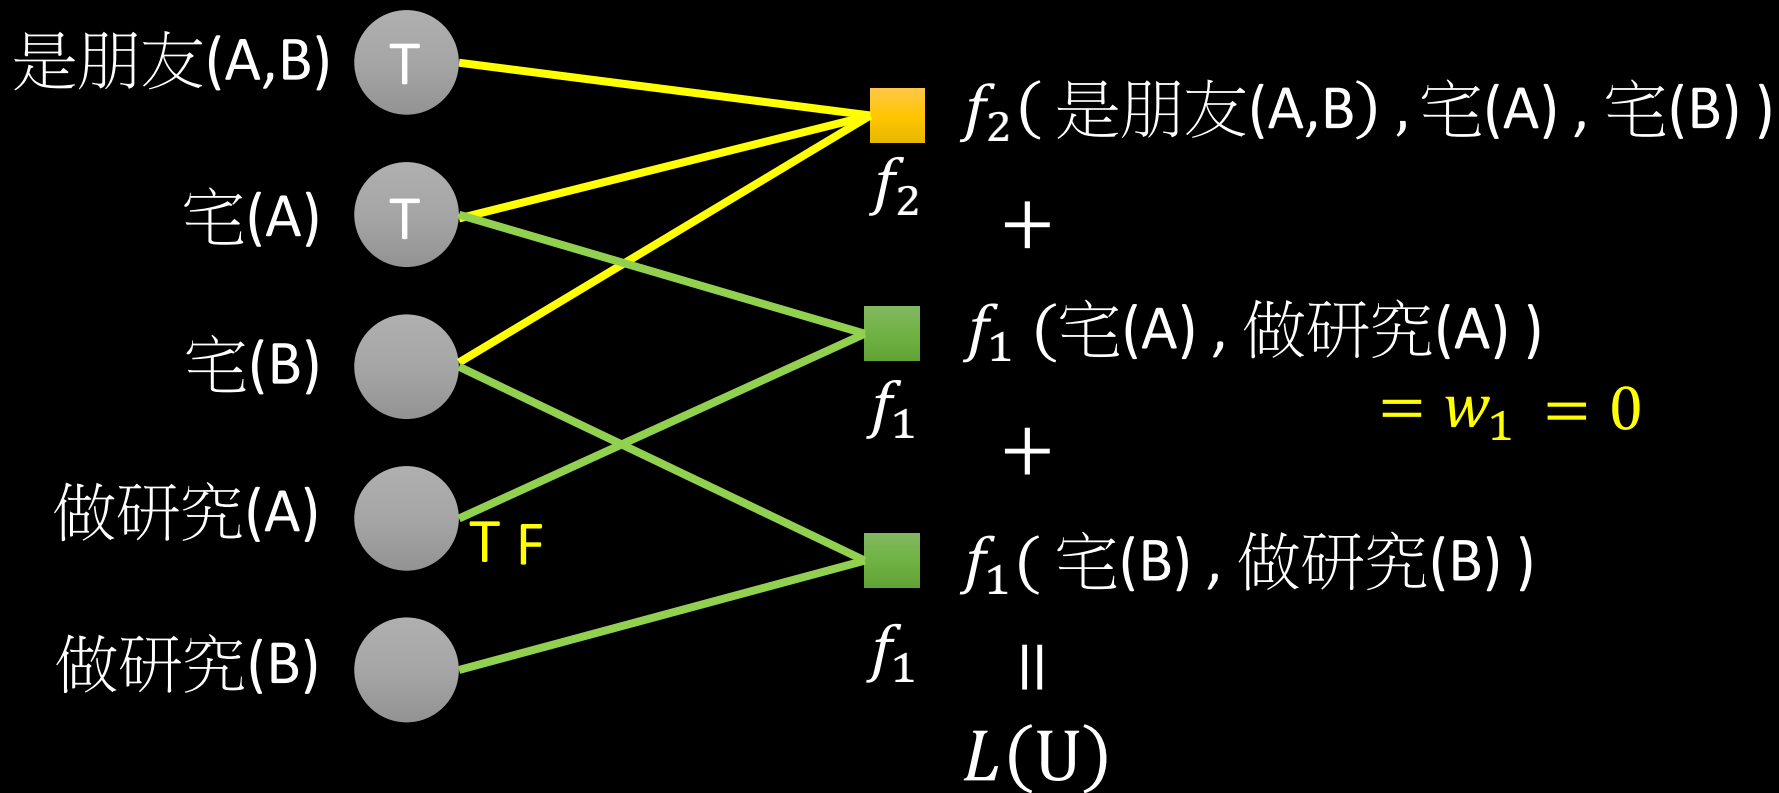 是朋友(A,B)
T
f₂( 是朋友(A,B) , 宅(A) , 宅(B) )
f₂
宅(A)
T
+
f₁ (宅(A) , 做研究(A) )
宅(B)
f₁
= w₁ = 0
+
做研究(A)
T F
f₁( 宅(B) , 做研究(B) )
做研究(B)
f₁
=
L(U)